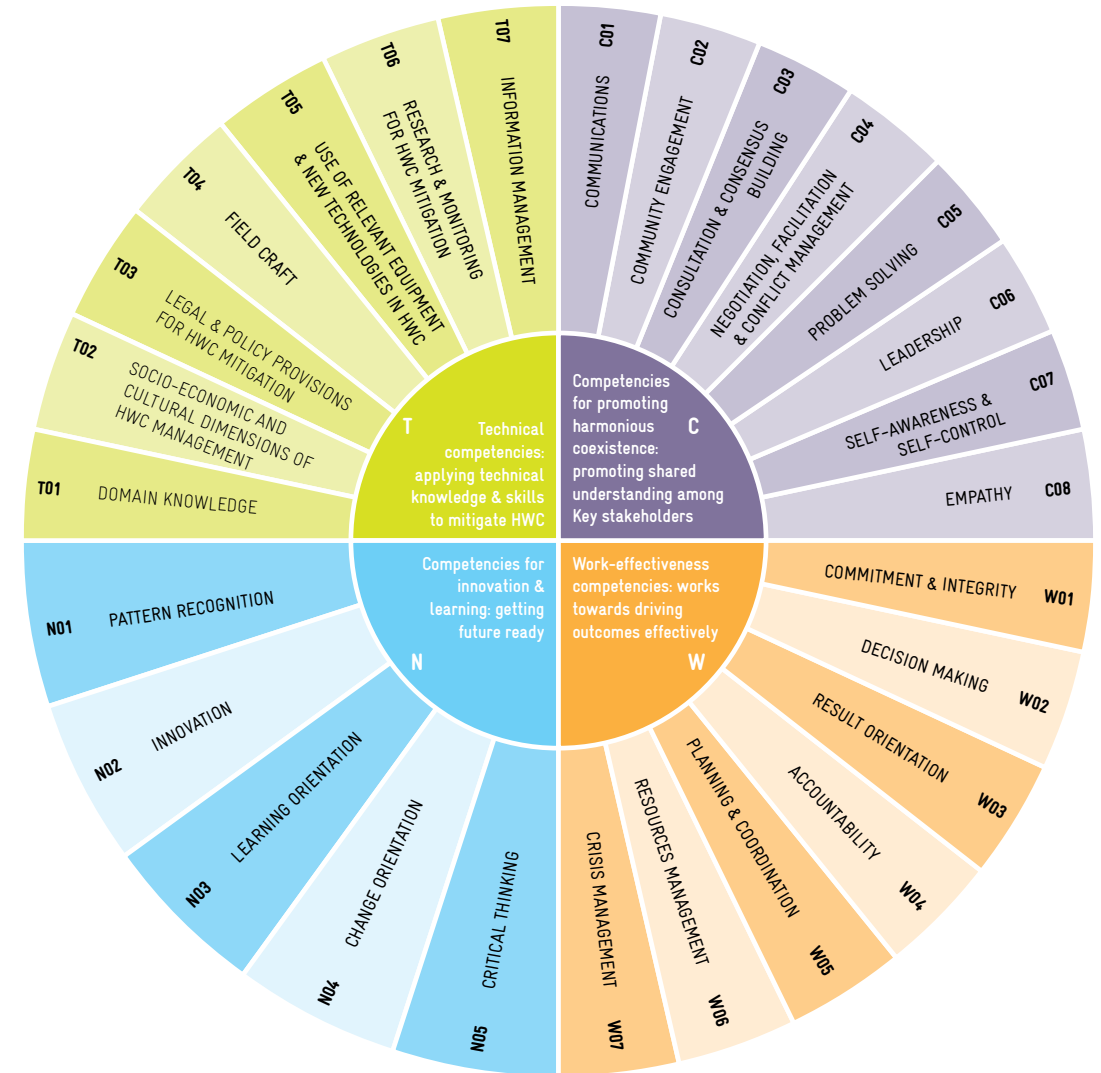 T01
DOMAIN KNOWLEDGE
T02
SOCIO-ECONOMIC AND
CULTURAL DIMENSIONS OF
HWC MANAGEMENT
T03
LEGAL & POLICY PROVISIONS
FOR HWC MITIGATION
T04
FIELD CRAFT
T05
USE OF RELEVANT EQUIPMENT
& NEW TECHNOLOGIES IN HWC
T06
RESEARCH & MONITORING
FOR HWC MITIGATION
T07
INFORMATION MANAGEMENT
C01
COMMUNICATIONS
C02
COMMUNITY ENGAGEMENT
C03
CONSULTATION & CONSENSUS
BUILDING
C04
NEGOTIATION, FACILITATION
& CONFLICT MANAGEMENT
C05
PROBLEM SOLVING
C06
LEADERSHIP
C07
SELF-AWARENESS &
SELF-CONTROL
C08
EMPATHY
T
Technical
competencies:
applying technical
knowledge & skills
to mitigate HWC
Competencies
for promoting
harmonious
C
coexistence:
promoting shared
understanding among
Key stakeholders
Competencies for
innovation &
learning: getting
future ready
N
Work-effectiveness
competencies: works
towards driving
outcomes effectively
W
W01
COMMITMENT & INTEGRITY
W02
DECISION MAKING
W03
RESULT ORIENTATION
W04
ACCOUNTABILITY
W05
PLANNING & COORDINATION
W06
RESOURCES MANAGEMENT
W07
CRISIS MANAGEMENT
N01
PATTERN RECOGNITION
N02
INNOVATION
N03
LEARNING ORIENTATION
N04
CHANGE ORIENTATION
N05
CRITICAL THINKING